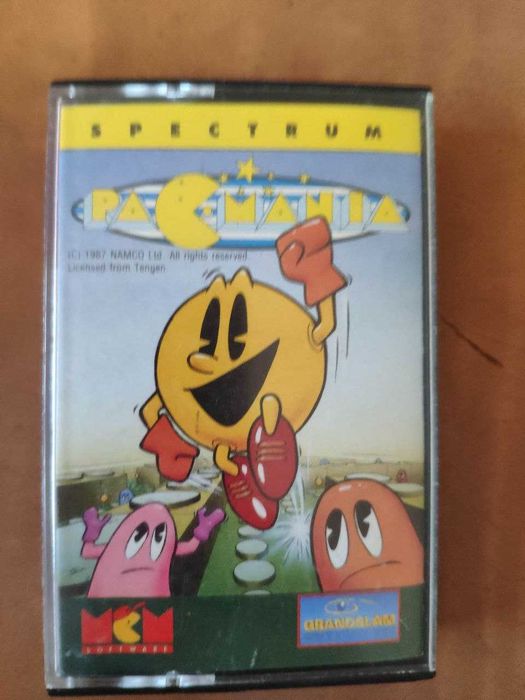 SPECTRUM
PAC-MANIA
(C) 1987 NAMCO Ltd. All rights reserved.
Licensed from Tengen.
MCM
SOFTWARE
GRANDSLAM